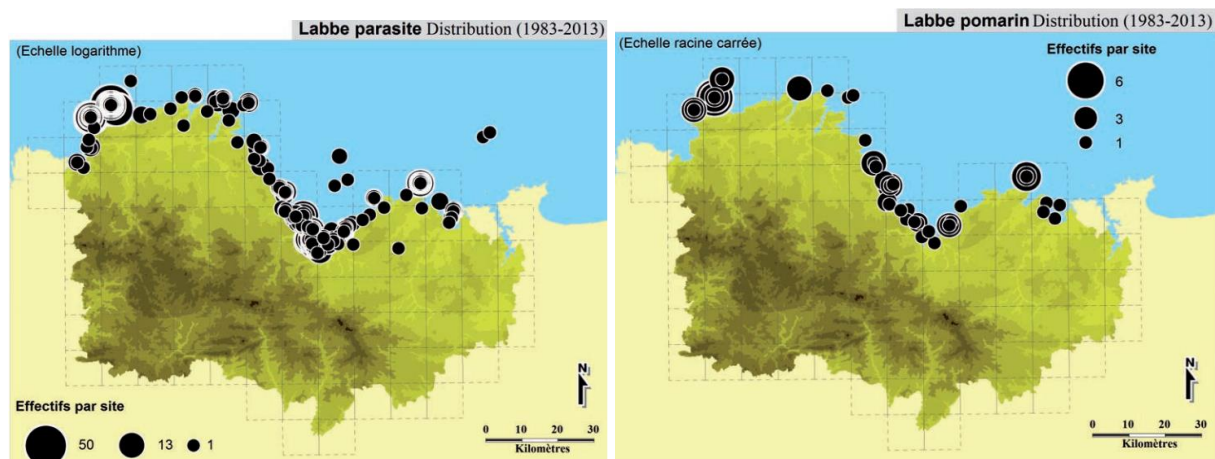 Labbe parasite Distribution (1983-2013)
(Echelle logarithme)
N
Effectifs par site
50 13 1
0 10 20 30
Kilomètres
Labbe pomarin Distribution (1983-2013)
(Echelle racine carrée)
Effectifs par site
6
3
1
N
0 10 20 30
Kilomètres